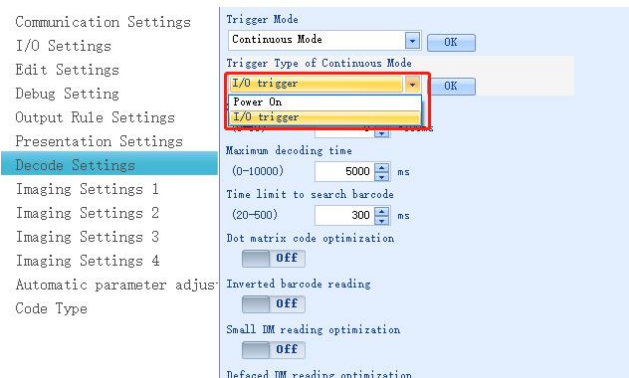 Communication Settings
I/O Settings
Edit Settings
Debug Setting
Output Rule Settings
Presentation Settings
Decode Settings
Imaging Settings 1
Imaging Settings 2
Imaging Settings 3
Imaging Settings 4
Automatic parameter adjus
Code Type
Trigger Mode
Continuous Mode OK
Trigger Type of Continuous Mode
I/O trigger OK
Power On
I/O trigger
Maximum decoding time
(0-10000) 5000 ms
Time limit to search barcode
(20-500) 300 ms
Dot matrix code optimization
Off
Inverted barcode reading
Off
Small DM reading optimization
Off
Defaced DM reading optimization